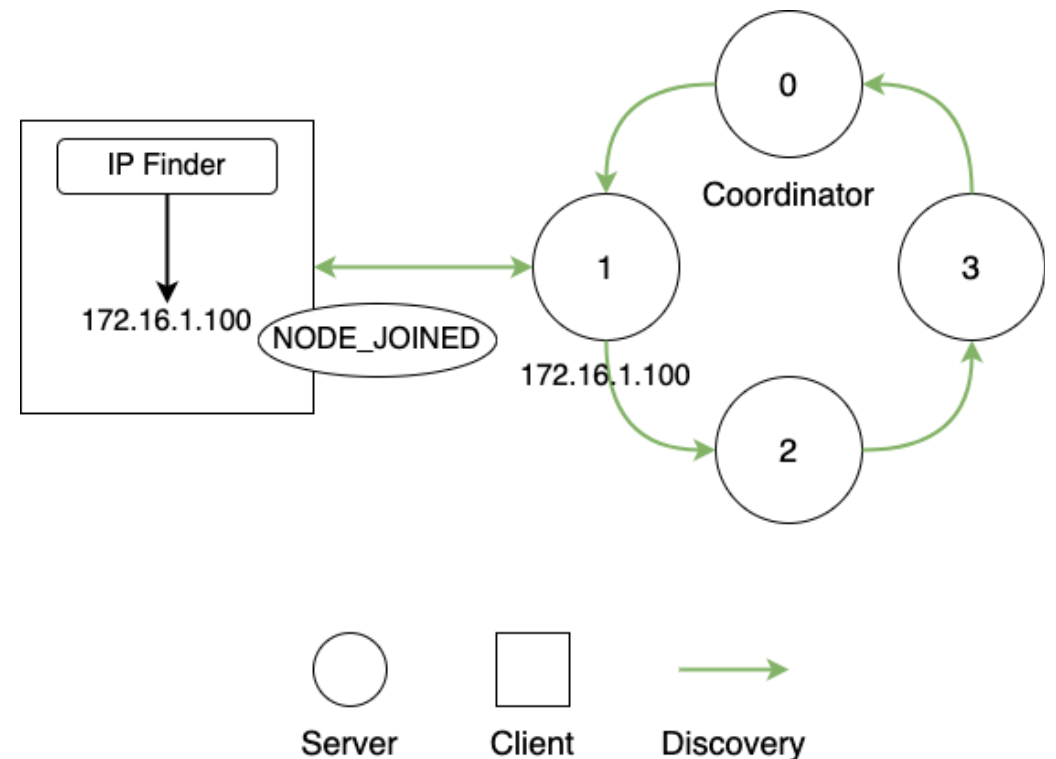 0
IP Finder
Coordinator
1
3
172.16.1.100
NODE_JOINED
172.16.1.100
2
Server
Client
Discovery